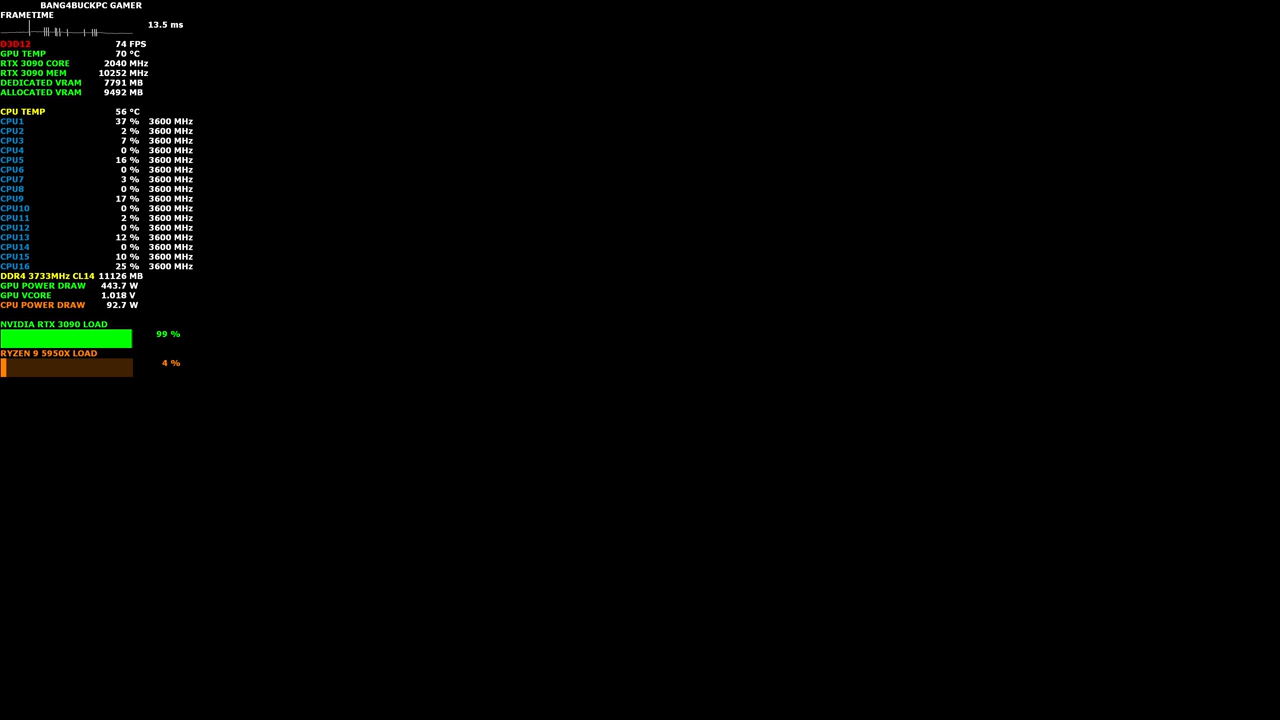 BANG4BUCKPC GAMER
FRAMETIME
13.5 ms
D3D12 74 FPS
GPU TEMP 70 °C
RTX 3090 CORE 2040 MHz
RTX 3090 MEM 10252 MHz
DEDICATED VRAM 7791 MB
ALLOCATED VRAM 9492 MB
CPU TEMP 56 °C
CPU1 37 % 3600 MHz
CPU2 2 % 3600 MHz
CPU3 7 % 3600 MHz
CPU4 0 % 3600 MHz
CPU5 16 % 3600 MHz
CPU6 0 % 3600 MHz
CPU7 3 % 3600 MHz
CPU8 0 % 3600 MHz
CPU9 17 % 3600 MHz
CPU10 0 % 3600 MHz
CPU11 2 % 3600 MHz
CPU12 0 % 3600 MHz
CPU13 12 % 3600 MHz
CPU14 0 % 3600 MHz
CPU15 10 % 3600 MHz
CPU16 25 % 3600 MHz
DDR4 3733MHz CL14 11126 MB
GPU POWER DRAW 443.7 W
GPU VCORE 1.018 V
CPU POWER DRAW 92.7 W
NVIDIA RTX 3090 LOAD
99 %
RYZEN 9 5950X LOAD
4 %